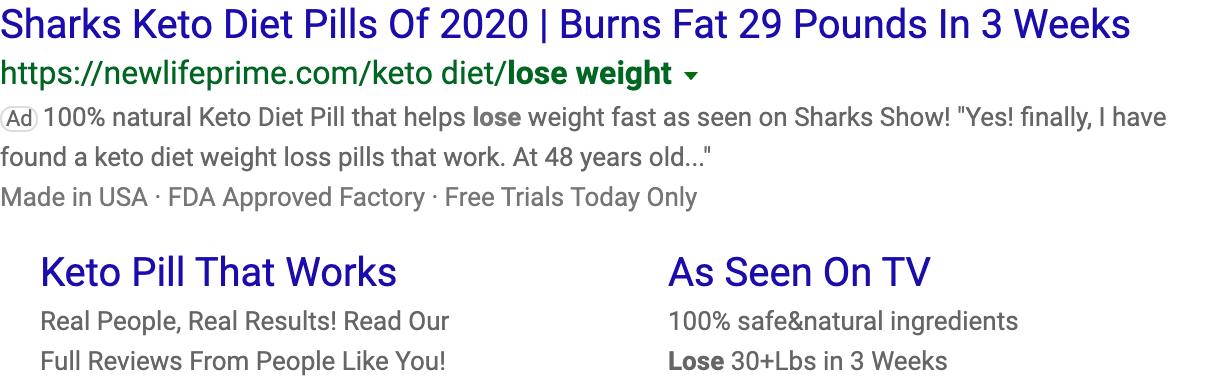 Sharks Keto Diet Pills Of 2020 | Burns Fat 29 Pounds In 3 Weeks
https://newlifeprime.com/keto diet/lose weight
Ad 100% natural Keto Diet Pill that helps lose weight fast as seen on Sharks Show! "Yes! finally, I have
found a keto diet weight loss pills that work. At 48 years old..."
Made in USA · FDA Approved Factory · Free Trials Today Only
Keto Pill That Works
Real People, Real Results! Read Our
Full Reviews From People Like You!
As Seen On TV
100% safe&natural ingredients
Lose 30+Lbs in 3 Weeks